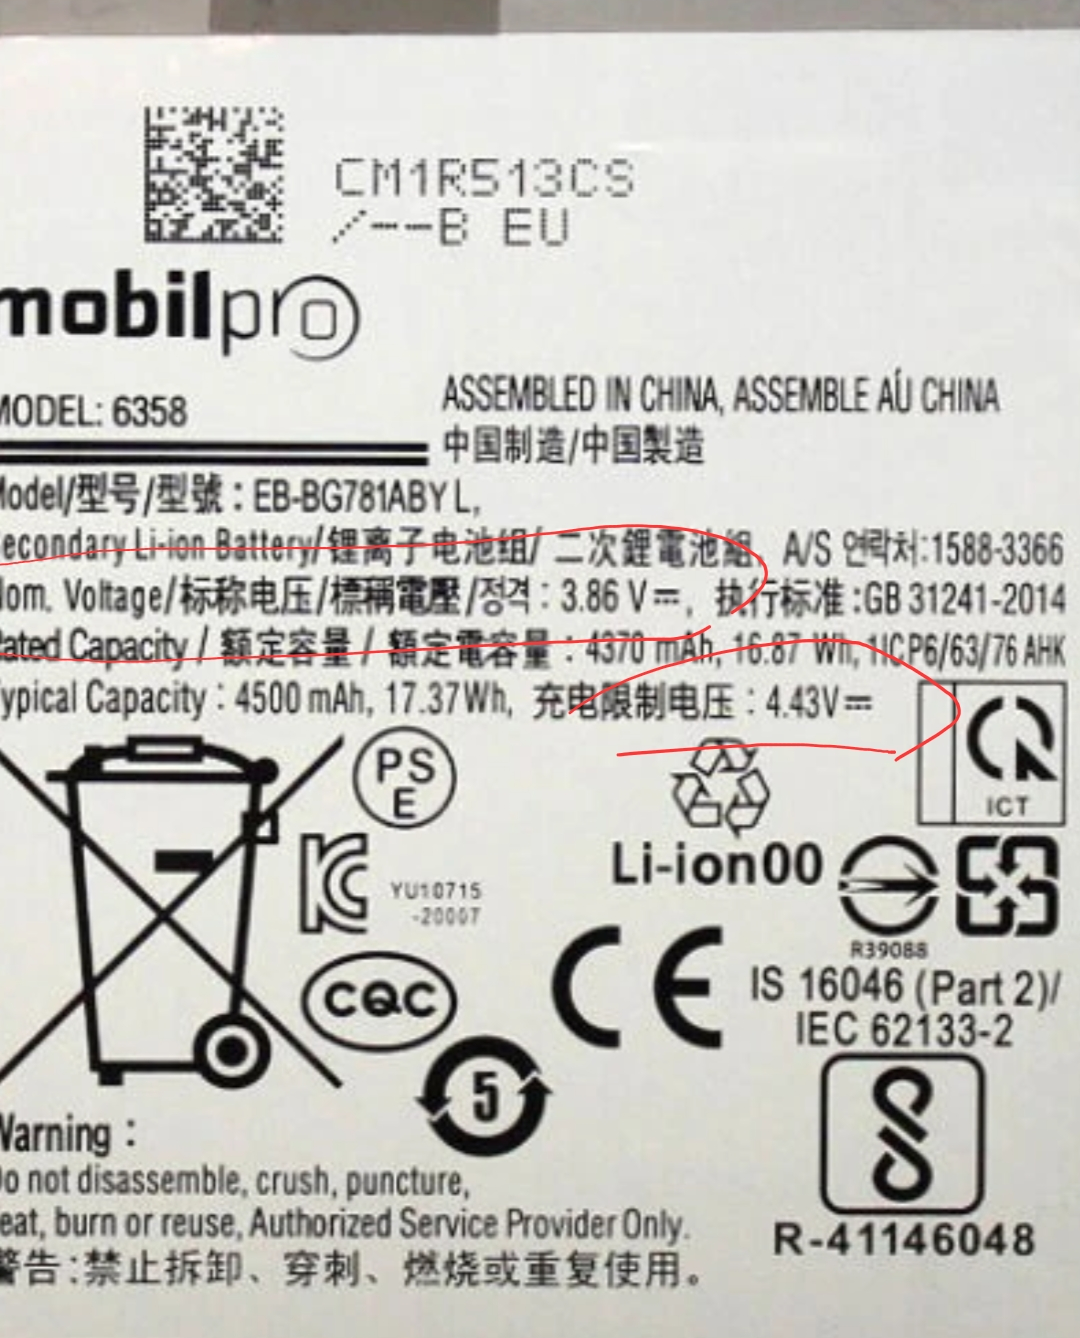 CM1R513CS
/--B EU
mobilpro
MODEL: 6358
ASSEMBLED IN CHINA, ASSEMBLE AÚ CHINA
中国制造/中国製造
Model/型号/型號 : EB-BG781ABY L,
Secondary Li-ion Battery/锂离子电池组/ 二次鋰電池組, A/S 연락처:1588-3366
Nom. Voltage/标称电压/標稱電壓/정격 : 3.86 V⎓, 执行标准 :GB 31241-2014
Rated Capacity / 額定容量 / 額定電容量 : 4370 mAh, 16.87 Wh, 1ICP6/63/76 AHK
Typical Capacity : 4500 mAh, 17.37Wh, 充电限制电压 : 4.43V⎓
PS
E
ICT
Li-ion00
YU10715
-20007
R39088
CQC
CE
IS 16046 (Part 2)/
IEC 62133-2
5
Warning :
Do not disassemble, crush, puncture,
heat, burn or reuse, Authorized Service Provider Only.
警告:禁止拆卸、穿刺、燃烧或重复使用。
R-41146048